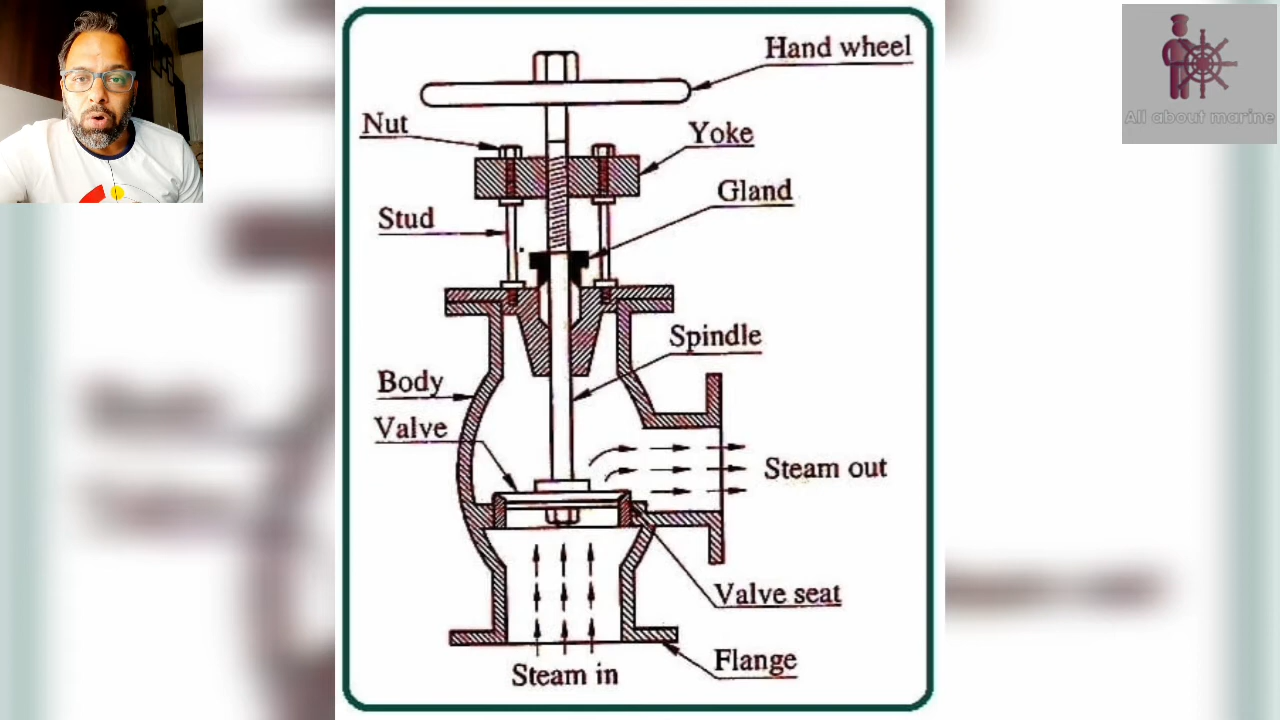 All about marine
Hand wheel
Nut
Yoke
Gland
Stud
Spindle
Body
Valve
Steam out
Valve seat
Flange
Steam in